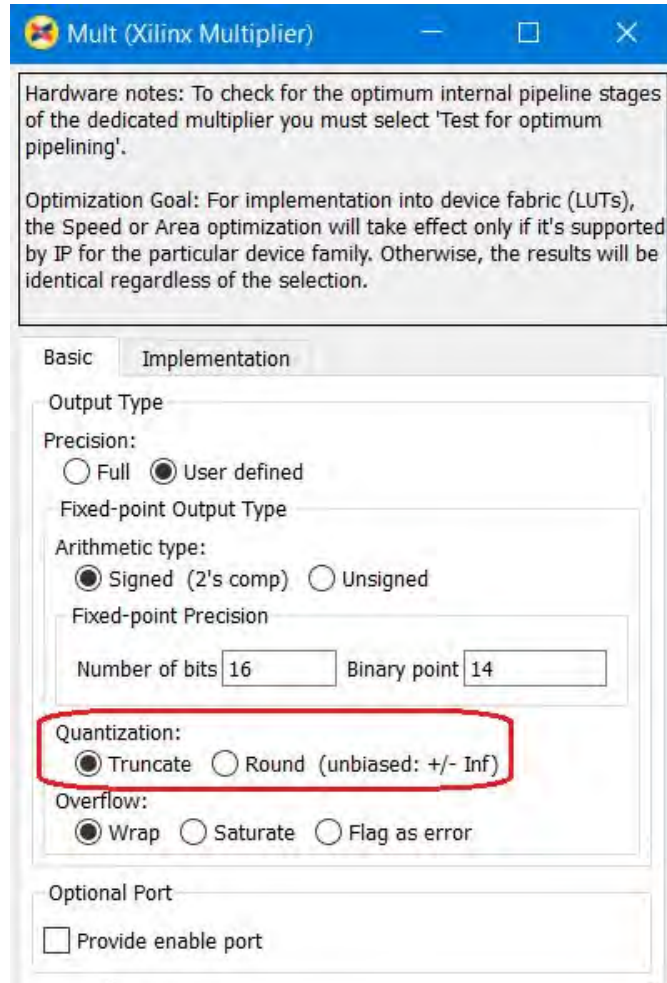 Mult (Xilinx Multiplier)
Hardware notes: To check for the optimum internal pipeline stages
of the dedicated multiplier you must select 'Test for optimum
pipelining'.
Optimization Goal: For implementation into device fabric (LUTs),
the Speed or Area optimization will take effect only if it's supported
by IP for the particular device family. Otherwise, the results will be
identical regardless of the selection.
Basic Implementation
Output Type
Precision:
Full User defined
Fixed-point Output Type
Arithmetic type:
Signed (2's comp) Unsigned
Fixed-point Precision
Number of bits 16 Binary point 14
Quantization:
Truncate Round (unbiased: +/- Inf)
Overflow:
Wrap Saturate Flag as error
Optional Port
Provide enable port